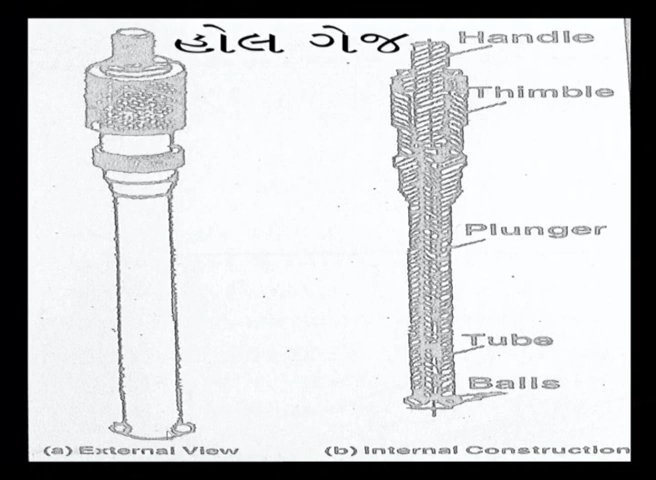 હોલ ગેજ
Handle
Thimble
Plunger
Tube
Balls
(a) External View
(b) Internal Construction